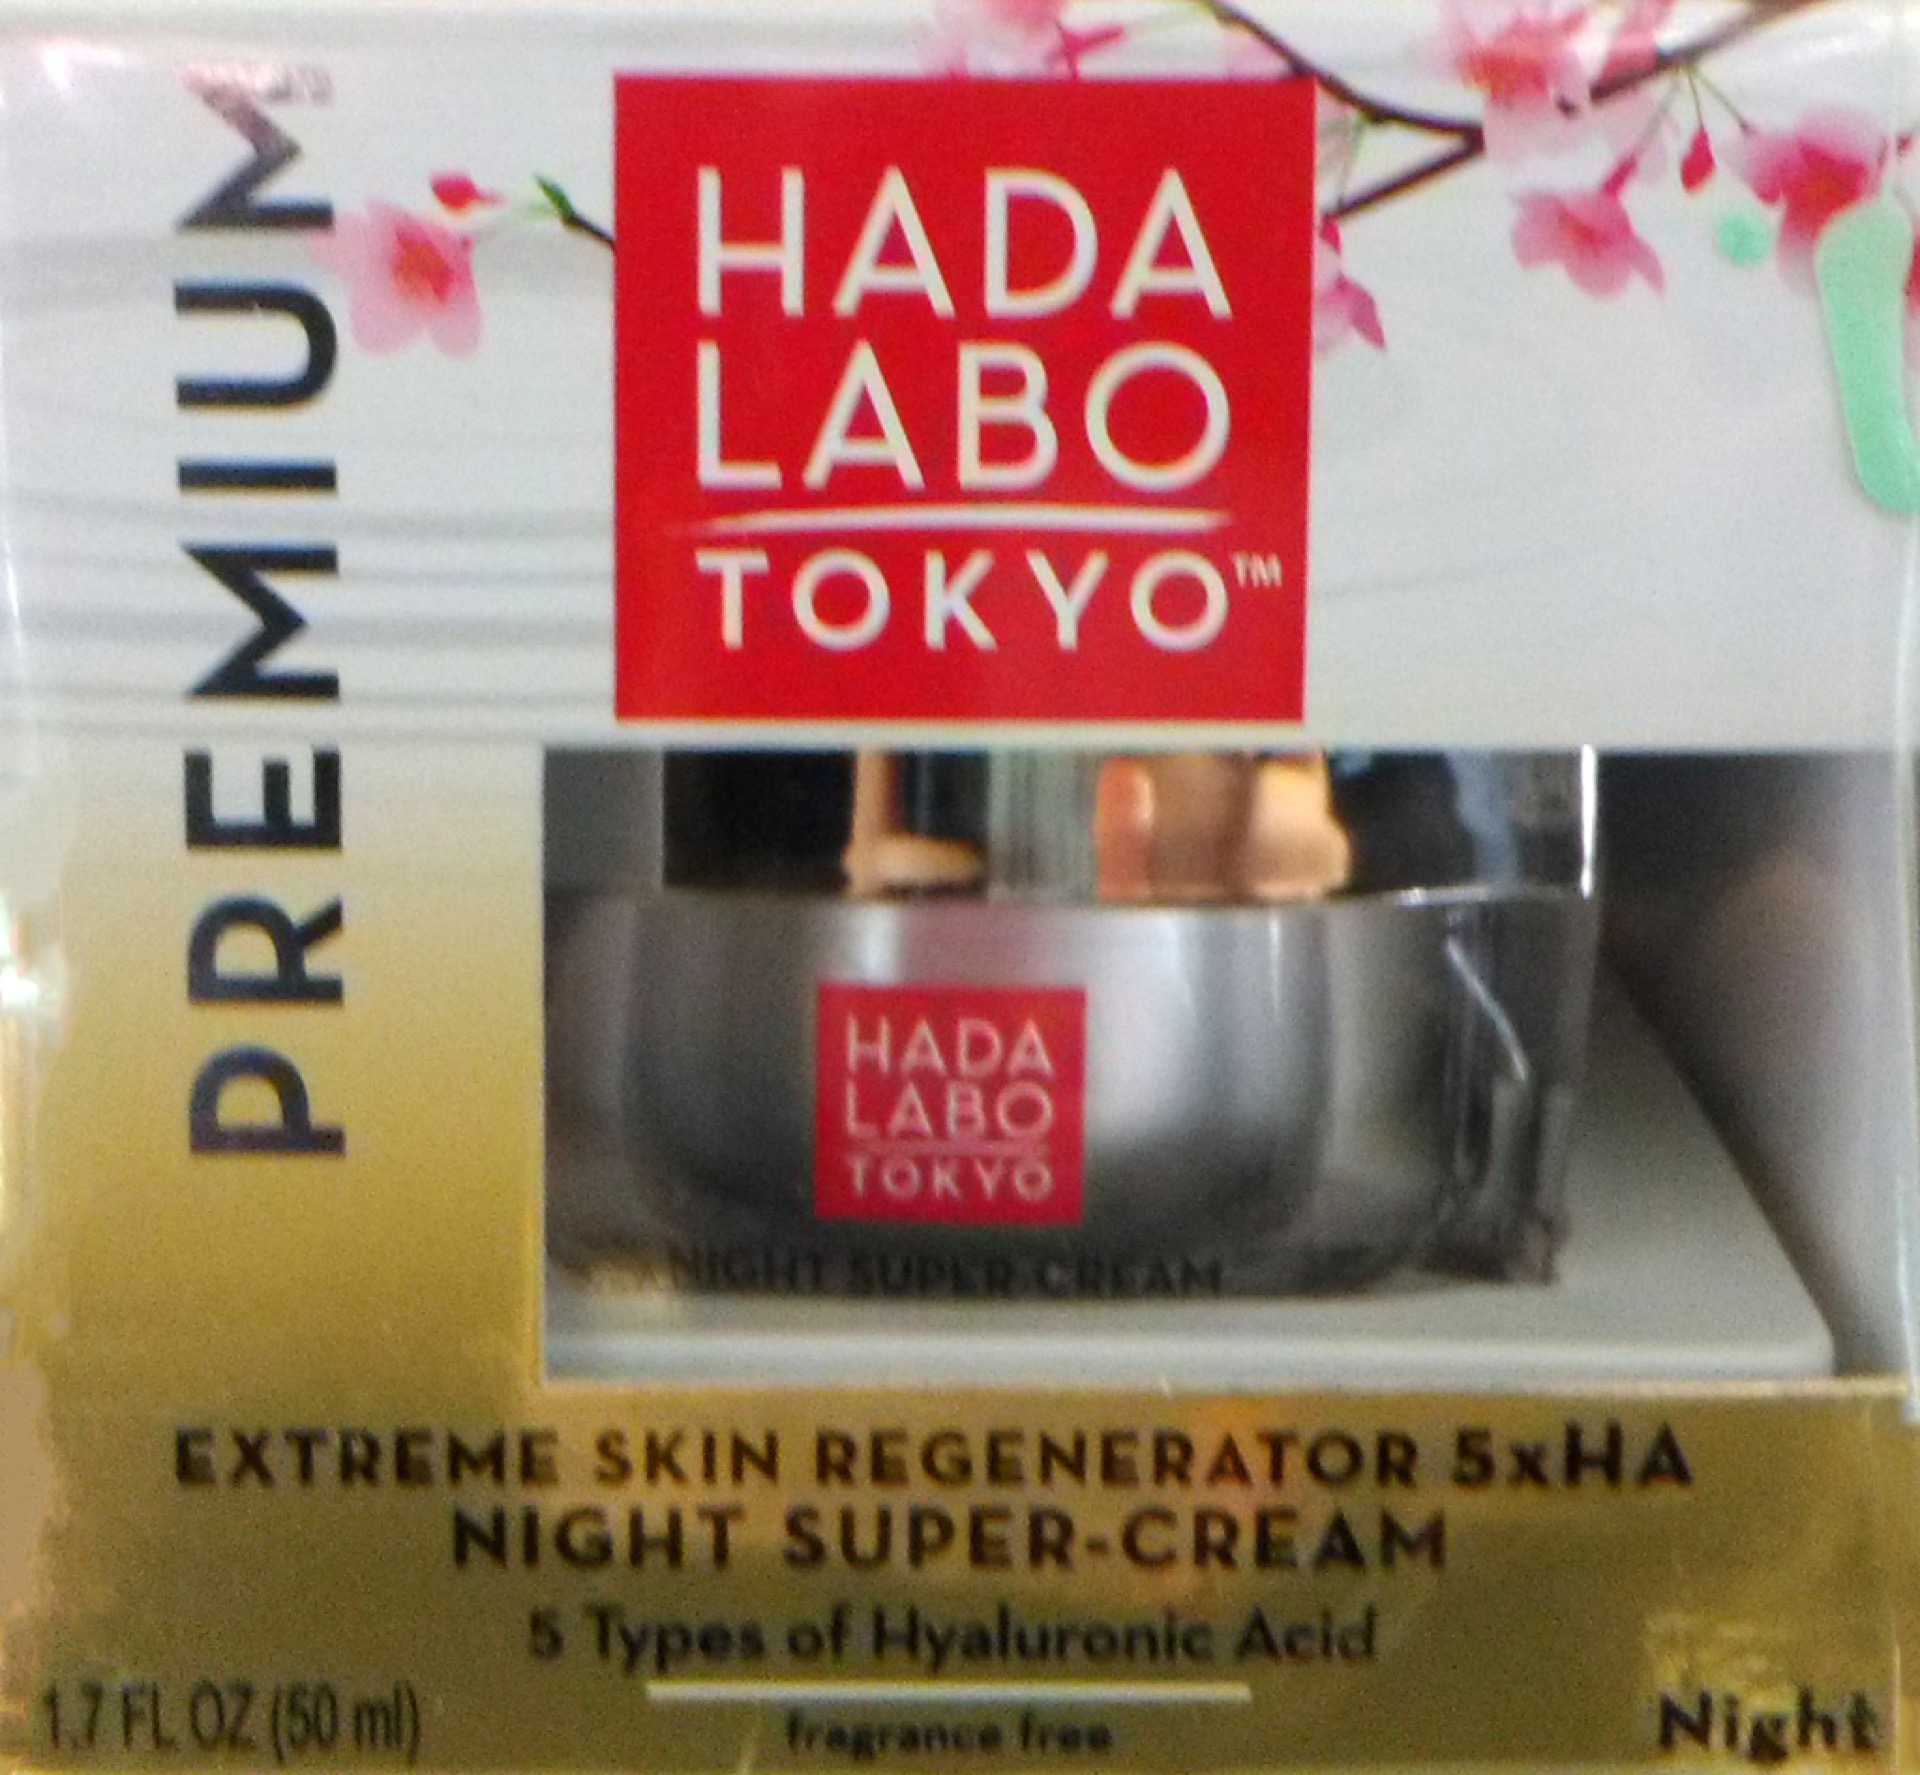 PREMIUM
HADA
LABO
TOKYO™
HADA
LABO
TOKYO
NIGHT SUPER-CREAM
EXTREME SKIN REGENERATOR 5xHA
NIGHT SUPER-CREAM
5 Types of Hyaluronic Acid
1.7 FL OZ (50 ml)
fragrance free
Night